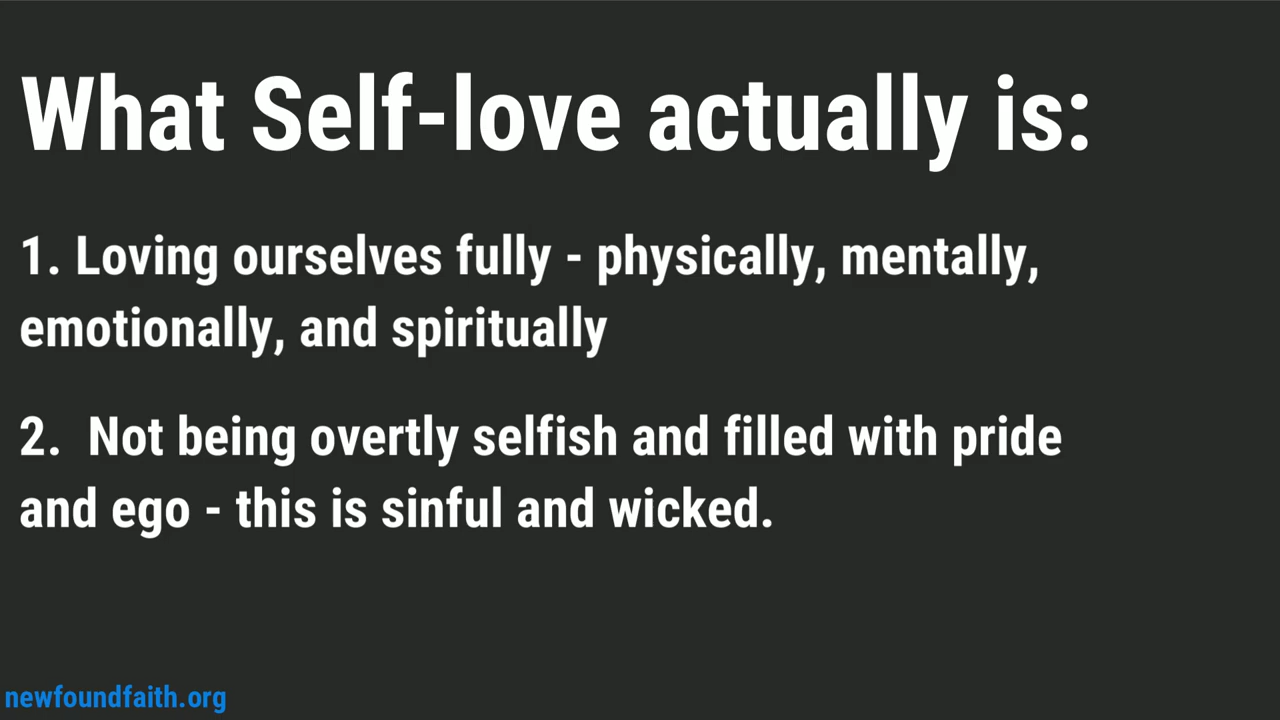 What Self-love actually is:
1. Loving ourselves fully - physically, mentally,
emotionally, and spiritually
2.  Not being overtly selfish and filled with pride
and ego - this is sinful and wicked.
newfoundfaith.org